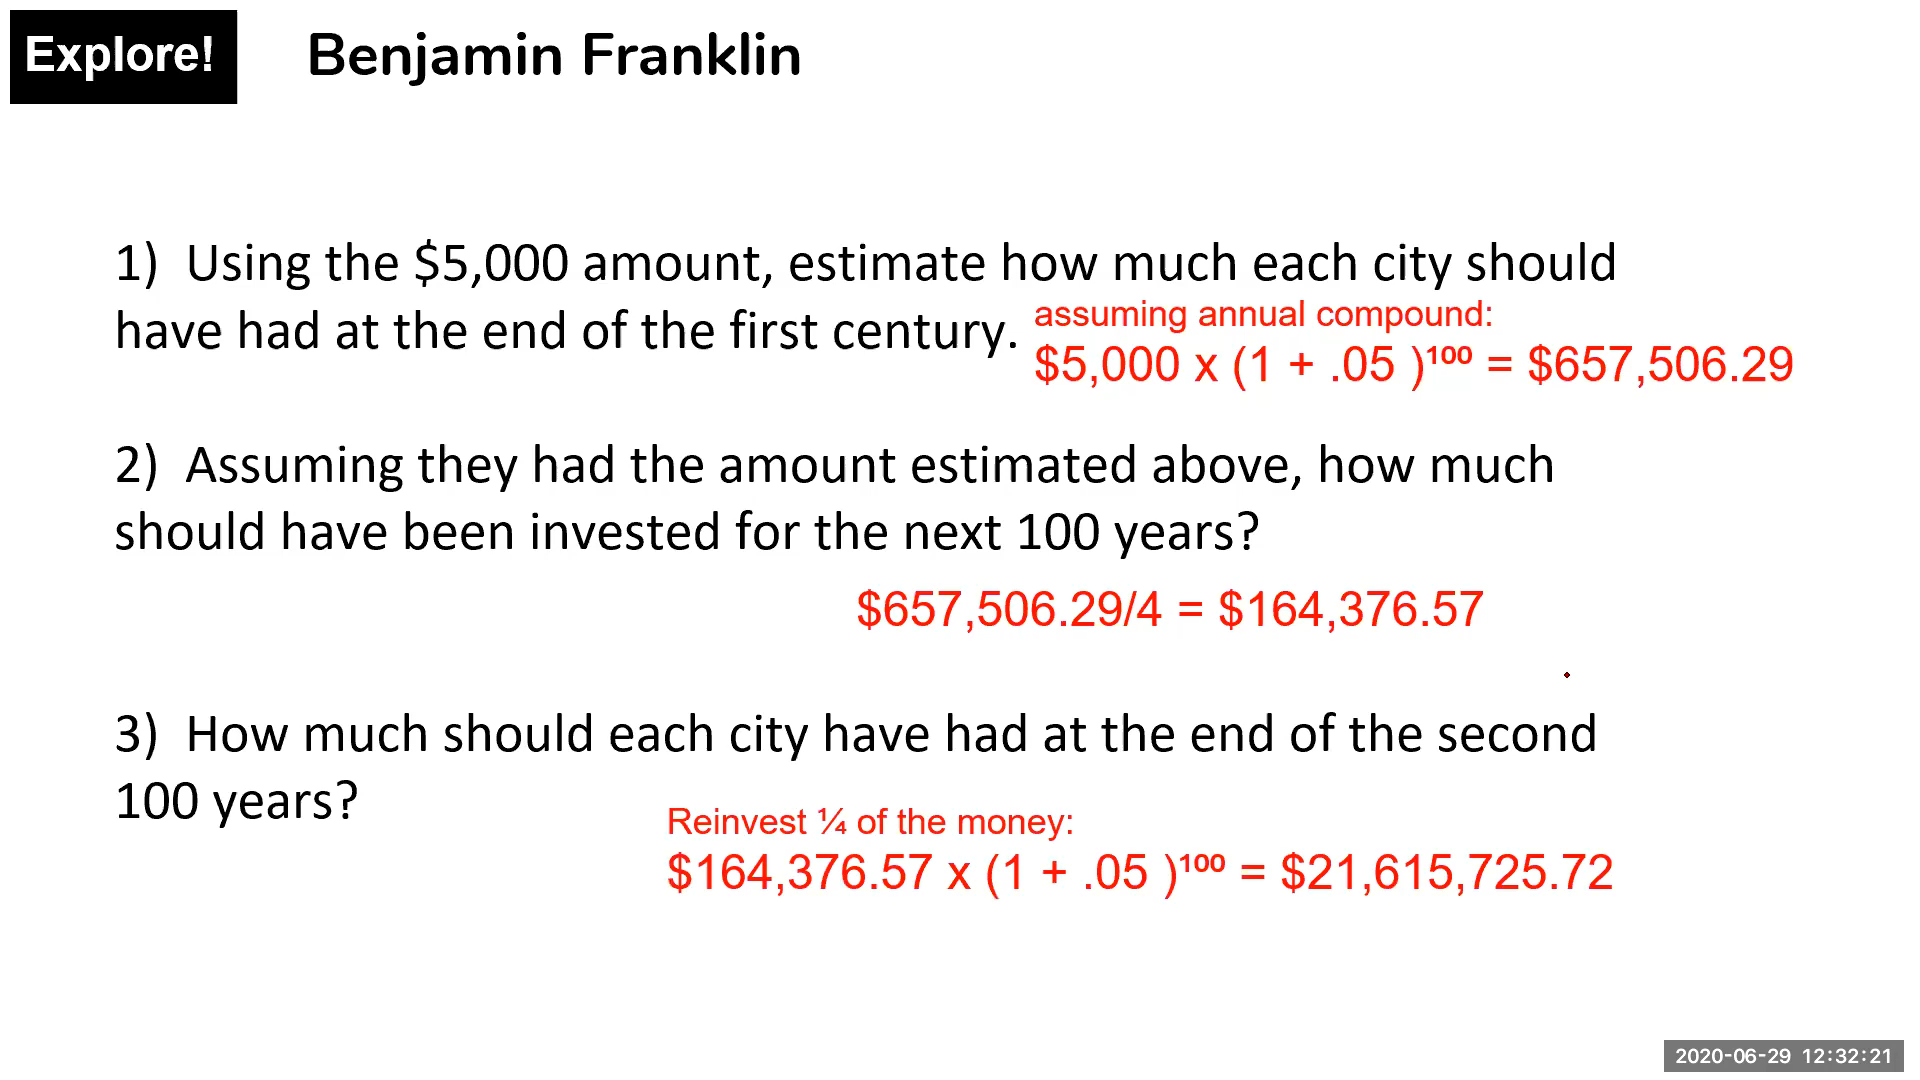 Explore!
Benjamin Franklin
1) Using the $5,000 amount, estimate how much each city should
have had at the end of the first century.
assuming annual compound:
$5,000 x (1 + .05 )¹⁰⁰ = $657,506.29
2) Assuming they had the amount estimated above, how much
should have been invested for the next 100 years?
$657,506.29/4 = $164,376.57
3) How much should each city have had at the end of the second
100 years?
Reinvest ¼ of the money:
$164,376.57 x (1 + .05 )¹⁰⁰ = $21,615,725.72
2020-06-29 12:32:21